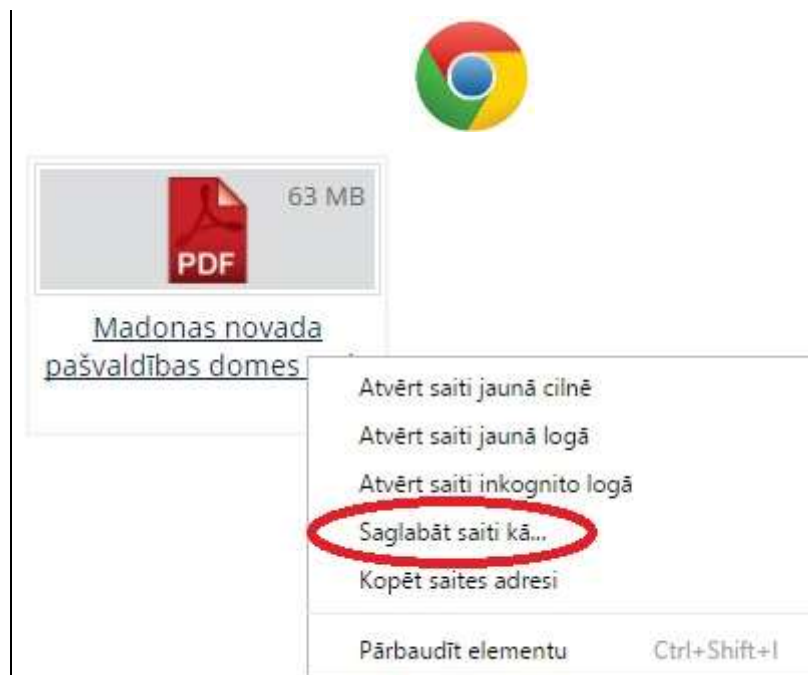 63 MB
PDF
Madonas novada
pašvaldības domes
Atvērt saiti jaunā cilnē
Atvērt saiti jaunā logā
Atvērt saiti inkognito logā
Saglabāt saiti kā...
Kopēt saites adresi
Pārbaudīt elementu Ctrl+Shift+I